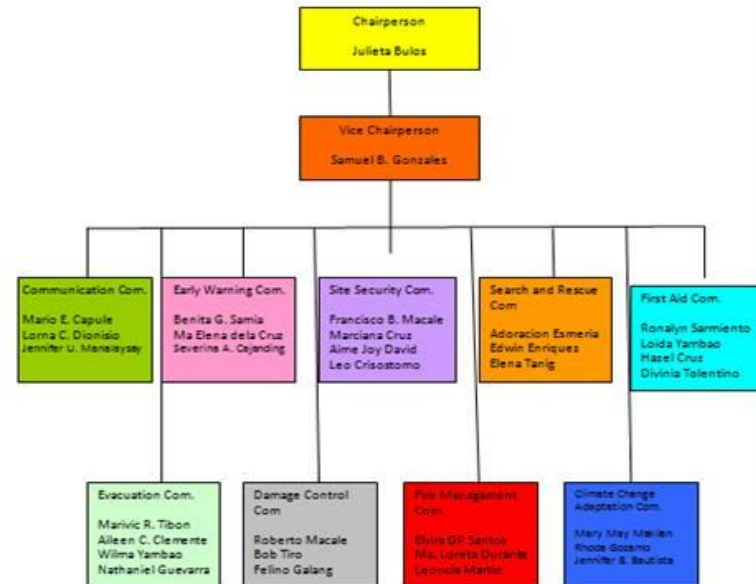 Chairperson
Julieta Bulos
Vice Chairperson
Samuel B. Gonzales
Communication Com.
Mario E. Capule
Lorna C. Dionisio
Jennifer U. Manalaysay
Early Warning Com.
Benita G. Samia
Ma Elena dela Cruz
Severina A. Cajanding
Site Security Com.
Francisco B. Macale
Marciana Cruz
Aime Joy David
Leo Crisostomo
Search and Rescue
Com
Adoracion Esmeria
Edwin Enriquez
Elena Tanig
First Aid Com.
Ronalyn Sarmiento
Loida Yambao
Hazel Cruz
Divinia Tolentino
Evacuation Com.
Marivic R. Tibon
Aileen C. Clemente
Wilma Yambao
Nathaniel Guevarra
Damage Control
Com
Roberto Macale
Bob Tiro
Felino Galang
Fire Management
Com.
Elvira DP Santos
Ma. Loreta Durante
Leonola Martin
Climate Change
Adaptation Com.
Mary May
Rhoda
Jennifer B. Bautista